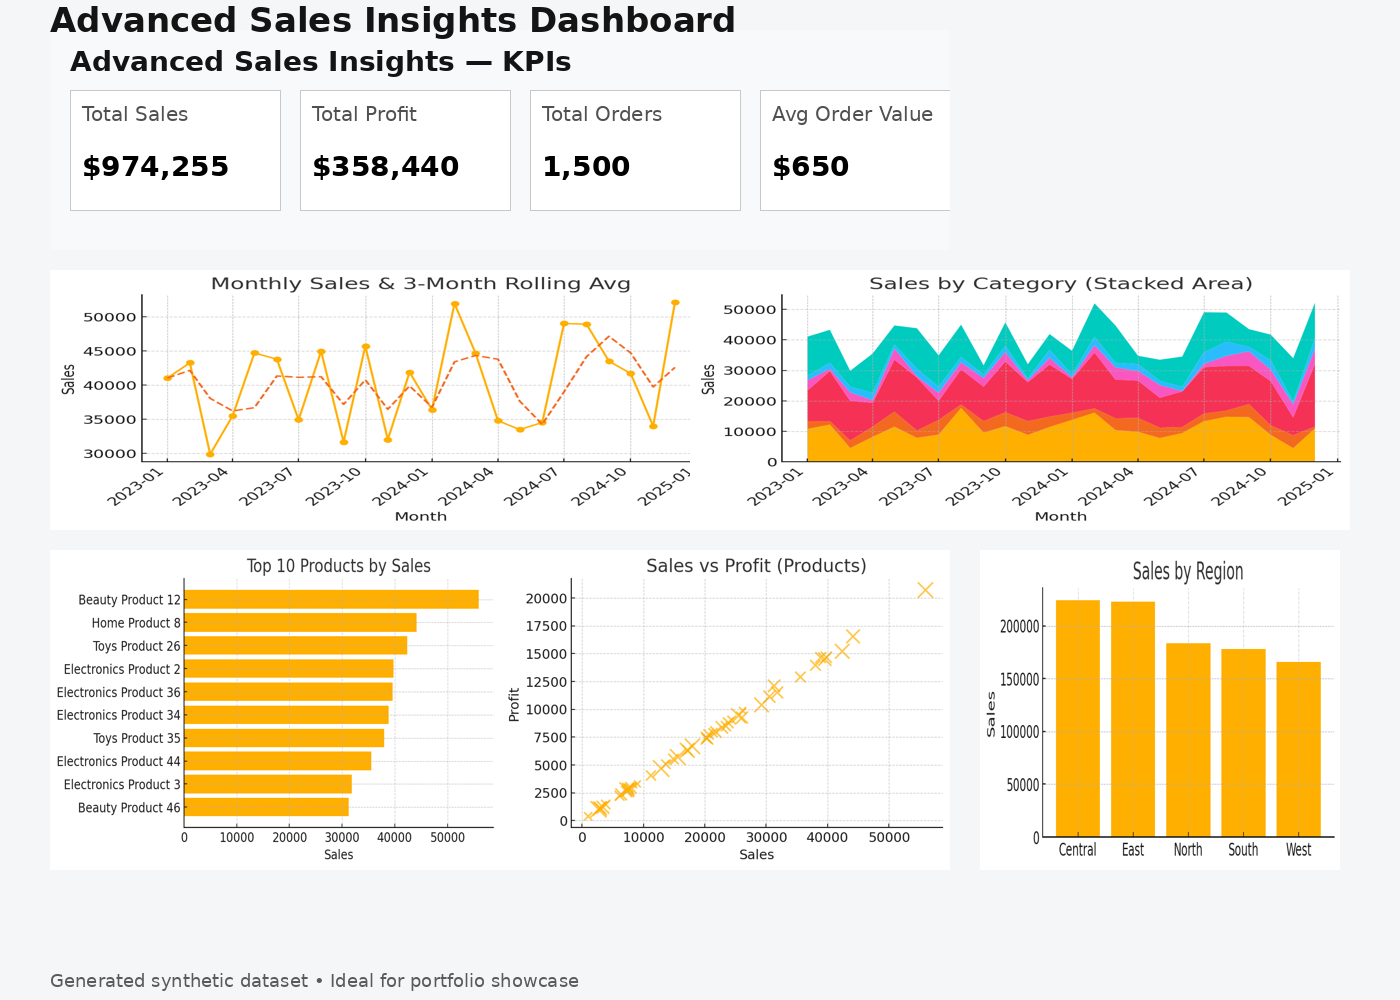 Advanced Sales Insights Dashboard
Advanced Sales Insights — KPIs
Total Sales
$974,255
Total Profit
$358,440
Total Orders
1,500
Avg Order Value
$650
Monthly Sales & 3-Month Rolling Avg
Sales
50000
45000
40000
35000
30000
2023-01
2023-04
2023-07
2023-10
2024-01
2024-04
2024-07
2024-10
2025-01
Month
Sales by Category (Stacked Area)
Sales
50000
40000
30000
20000
10000
0
2023-01
2023-04
2023-07
2023-10
2024-01
2024-04
2024-07
2024-10
2025-01
Month
Top 10 Products by Sales
Beauty Product 12
Home Product 8
Toys Product 26
Electronics Product 2
Electronics Product 36
Electronics Product 34
Toys Product 35
Electronics Product 44
Electronics Product 3
Beauty Product 46
0 10000 20000 30000 40000 50000
Sales
Sales vs Profit (Products)
Profit
20000
17500
15000
12500
10000
7500
5000
2500
0
0 10000 20000 30000 40000 50000
Sales
Sales by Region
Sales
200000
150000
100000
50000
0
Central East North South West
Generated synthetic dataset • Ideal for portfolio showcase